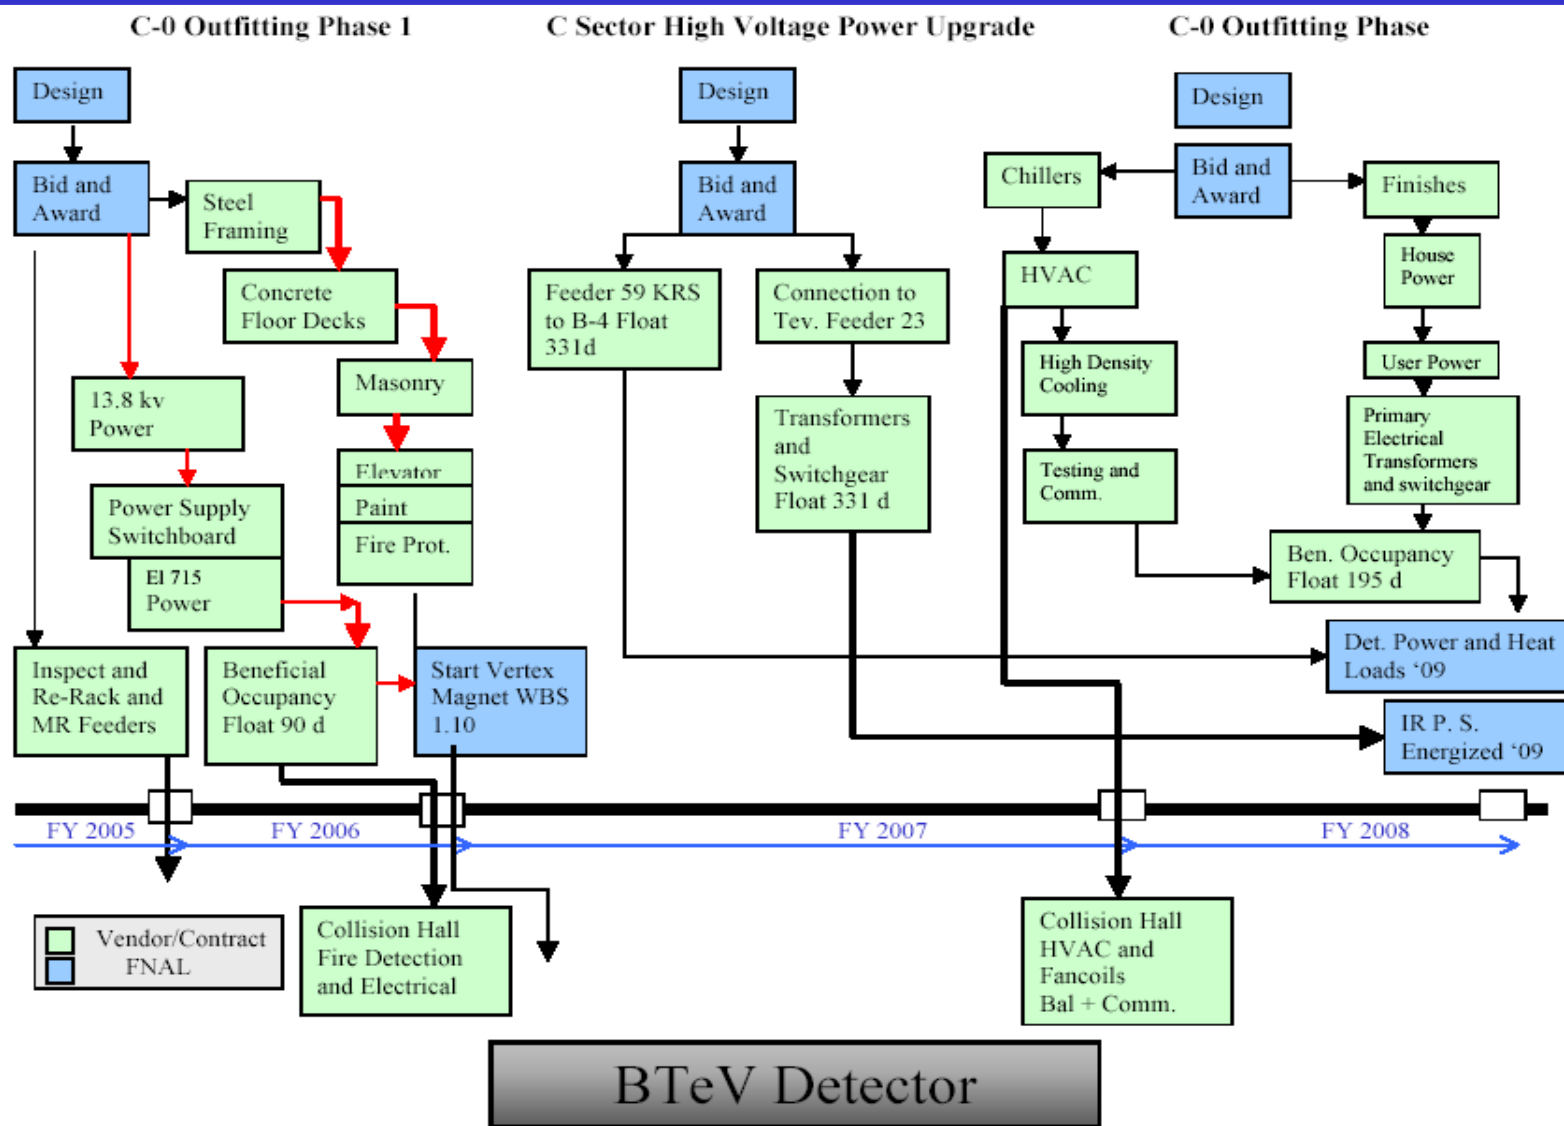 C-0 Outfitting Phase 1
C Sector High Voltage Power Upgrade
C-0 Outfitting Phase
Design
Bid and
Award
Steel
Framing
Concrete
Floor Decks
Masonry
13.8 kv
Power
Elevator
Paint
Fire Prot.
Power Supply
Switchboard
El 715
Power
Inspect and
Re-Rack and
MR Feeders
Beneficial
Occupancy
Float 90 d
Start Vertex
Magnet WBS
1.10
Design
Bid and
Award
Feeder 59 KRS
to B-4 Float
331d
Connection to
Tev. Feeder 23
Transformers
and
Switchgear
Float 331 d
Design
Bid and
Award
Chillers
Finishes
HVAC
House
Power
High Density
Cooling
User Power
Testing and
Comm.
Primary
Electrical
Transformers
and switchgear
Ben. Occupancy
Float 195 d
Det. Power and Heat
Loads ‘09
IR P. S.
Energized ‘09
FY 2005
FY 2006
FY 2007
FY 2008
Vendor/Contract
FNAL
Collision Hall
Fire Detection
and Electrical
Collision Hall
HVAC and
Fancoils
Bal + Comm.
BTeV Detector